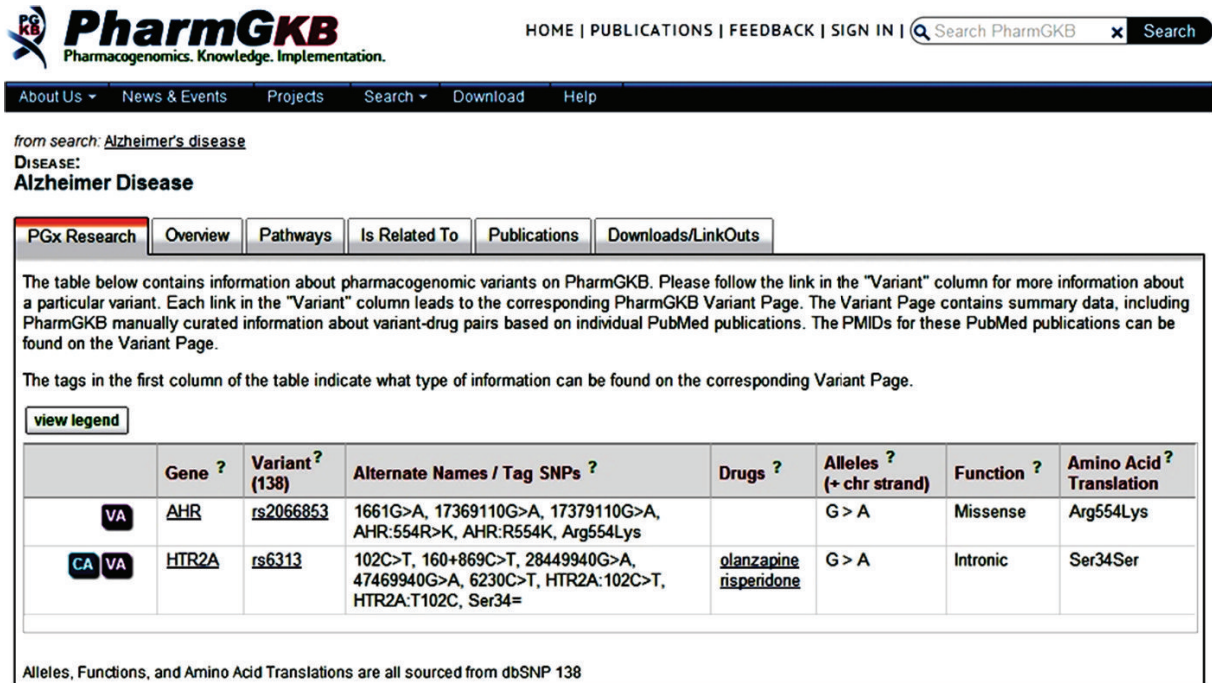 PGKB
PharmGKB
Pharmacogenomics. Knowledge. Implementation.
HOME | PUBLICATIONS | FEEDBACK | SIGN IN | Search PharmGKB × Search
About Us News & Events Projects Search Download Help
from search: Alzheimer's disease
DISEASE:
Alzheimer Disease
PGx Research Overview Pathways Is Related To Publications Downloads/LinkOuts
The table below contains information about pharmacogenomic variants on PharmGKB. Please follow the link in the "Variant" column for more information about
a particular variant. Each link in the "Variant" column leads to the corresponding PharmGKB Variant Page. The Variant Page contains summary data, including
PharmGKB manually curated information about variant-drug pairs based on individual PubMed publications. The PMIDs for these PubMed publications can be
found on the Variant Page.
The tags in the first column of the table indicate what type of information can be found on the corresponding Variant Page.
view legend
Gene ? Variant ? (138) Alternate Names / Tag SNPs ? Drugs ? Alleles ? (+ chr strand) Function ? Amino Acid ? Translation
VA AHR rs2066853 1661G>A, 17369110G>A, 17379110G>A, G > A Missense Arg554Lys
AHR:554R>K, AHR:R554K, Arg554Lys
CA VA HTR2A rs6313 102C>T, 160+869C>T, 28449940G>A, olanzapine G > A Intronic Ser34Ser
47469940G>A, 6230C>T, HTR2A:102C>T, risperidone
HTR2A:T102C, Ser34=
Alleles, Functions, and Amino Acid Translations are all sourced from dbSNP 138